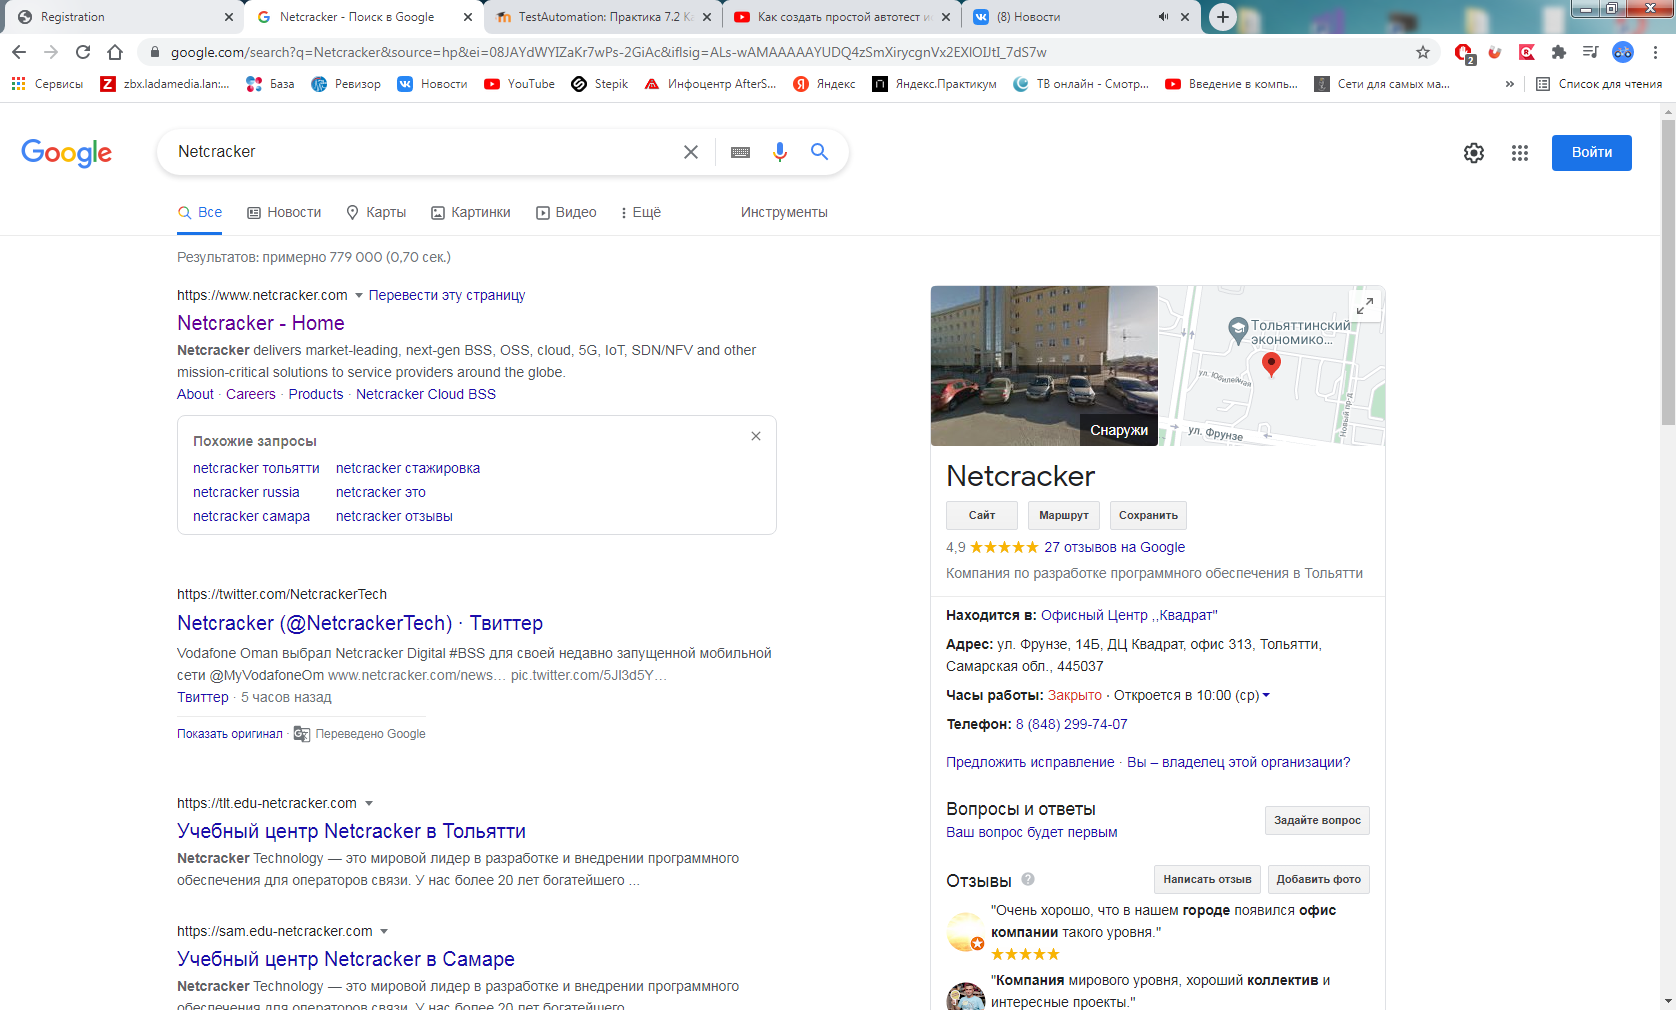 Registration
Netcracker - Поиск в Google
TestAutomation: Практика 7.2 Ка
Как создать простой автотест ис
(8) Новости
google.com/search?q=Netcracker&source=hp&ei=08JAYdWYIZaKr7wPs-2GiAc&iflsig=ALs-wAMAAAAAYUDQ4zSmXirycgnVx2EXlOIJtI_7dS7w
2
Сервисы
zbx.ladamedia.lan:...
База
Ревизор
Новости
YouTube
Stepik
Инфоцентр AfterS...
Яндекс
Яндекс.Практикум
ТВ онлайн - Смотр...
Введение в компь...
Сети для самых ма...
»
Список для чтения
Google
Netcracker
Войти
Все
Новости
Карты
Картинки
Видео
Ещё
Инструменты
Результатов: примерно 779 000 (0,70 сек.)
https://www.netcracker.com Перевести эту страницу
Netcracker - Home
Netcracker delivers market-leading, next-gen BSS, OSS, cloud, 5G, IoT, SDN/NFV and other
mission-critical solutions to service providers around the globe.
About · Careers · Products · Netcracker Cloud BSS
Похожие запросы
netcracker тольятти netcracker стажировка
netcracker russia netcracker это
netcracker самара netcracker отзывы
https://twitter.com/NetcrackerTech
Netcracker (@NetcrackerTech) · Твиттер
Vodafone Oman выбрал Netcracker Digital #BSS для своей недавно запущенной мобильной
сети @MyVodafoneOm www.netcracker.com/news… pic.twitter.com/5JI3d5Y…
Твиттер · 5 часов назад
Показать оригинал · Переведено Google
https://tlt.edu-netcracker.com
Учебный центр Netcracker в Тольятти
Netcracker Technology — это мировой лидер в разработке и внедрении программного
обеспечения для операторов связи. У нас более 20 лет богатейшего ...
https://sam.edu-netcracker.com
Учебный центр Netcracker в Самаре
Netcracker Technology — это мировой лидер в разработке и внедрении программного
обеспечения для операторов связи. У нас более 20 лет богатейшего
Снаружи
Тольяттинский
экономико...
ул. Юбилейная
Новый пр-д
ул. Фрунзе
Netcracker
Сайт
Маршрут
Сохранить
4,9 27 отзывов на Google
Компания по разработке программного обеспечения в Тольятти
Находится в: Офисный Центр ,,Квадрат"
Адрес: ул. Фрунзе, 14Б, ДЦ Квадрат, офис 313, Тольятти,
Самарская обл., 445037
Часы работы: Закрыто · Откроется в 10:00 (ср)
Телефон: 8 (848) 299-74-07
Предложить исправление · Вы – владелец этой организации?
Вопросы и ответы
Ваш вопрос будет первым
Задайте вопрос
Отзывы
?
Написать отзыв
Добавить фото
"Очень хорошо, что в нашем городе появился офис
компании такого уровня."
"Компания мирового уровня, хороший коллектив и
интересные проекты."